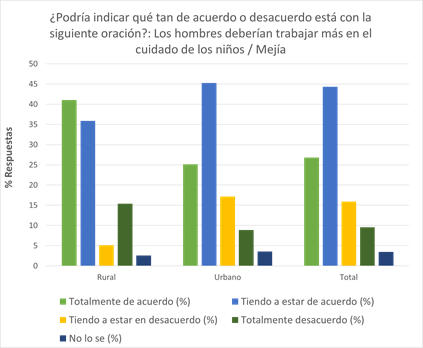 ¿Podría indicar qué tan de acuerdo o desacuerdo está con la
siguiente oración?: Los hombres deberían trabajar más en el
cuidado de los niños / Mejía
% Respuestas
50
45
40
35
30
25
20
15
10
5
0
Rural Urbano Total
Totalmente de acuerdo (%) Tiendo a estar de acuerdo (%)
Tiendo a estar en desacuerdo (%) Totalmente desacuerdo (%)
No lo se (%)